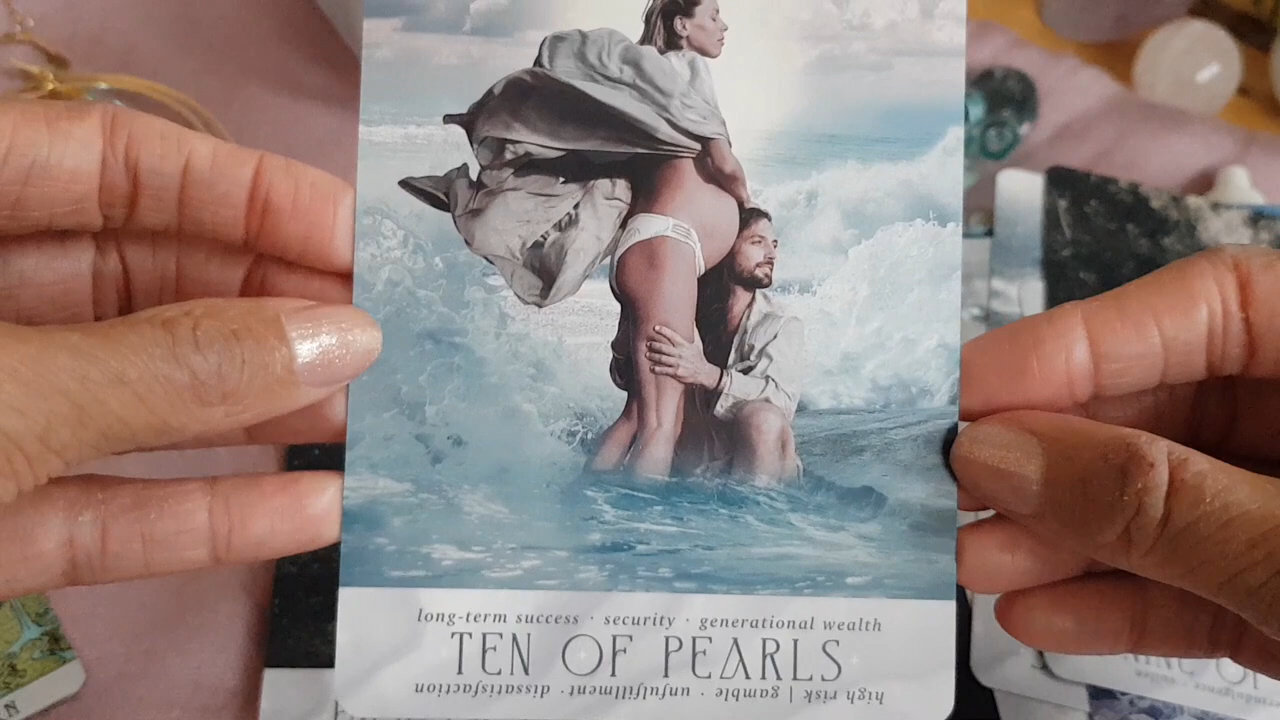 long-term success · security · generational wealth
TEN OF PEARLS
high risk | gamble · unfulfillment · dissatisfaction